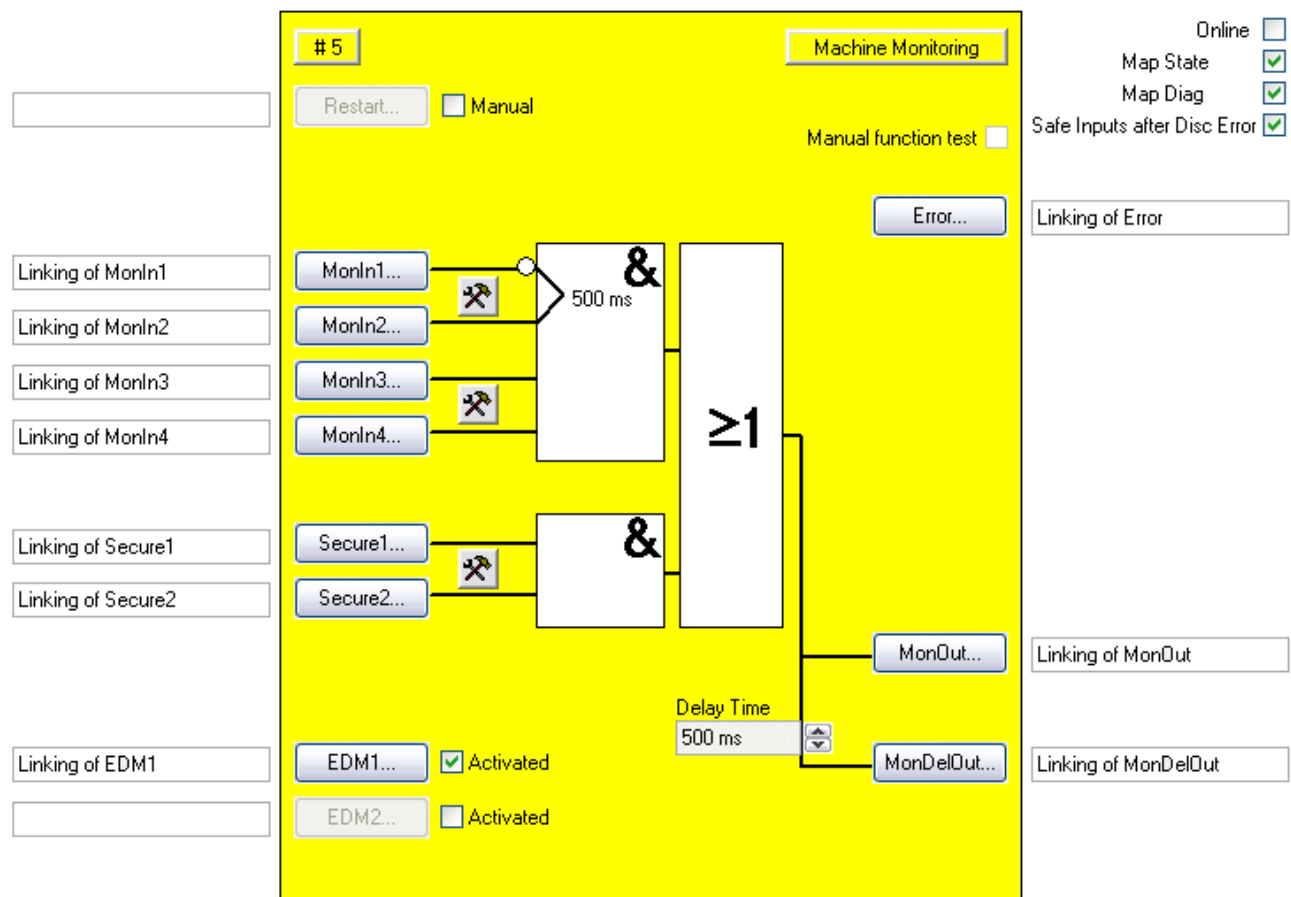 # 5
Machine Monitoring
Online
Map State
Restart...
Manual
Map Diag
Manual function test
Safe Inputs after Disc Error
Error...
Linking of Error
Linking of MonIn1
MonIn1...
&
500 ms
Linking of MonIn2
MonIn2...
Linking of MonIn3
MonIn3...
Linking of MonIn4
MonIn4...
≥1
Linking of Secure1
Secure1...
&
Linking of Secure2
Secure2...
MonOut...
Linking of MonOut
Delay Time
500 ms
Linking of EDM1
EDM1...
Activated
MonDelOut...
Linking of MonDelOut
EDM2...
Activated